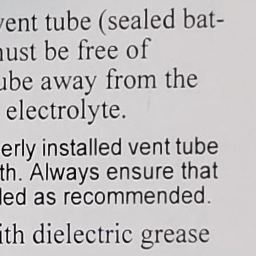 vent tube (sealed bat-
must be free of
tube away from the
electrolyte.
erly installed vent tube
th. Always ensure that
led as recommended.
ith dielectric grease